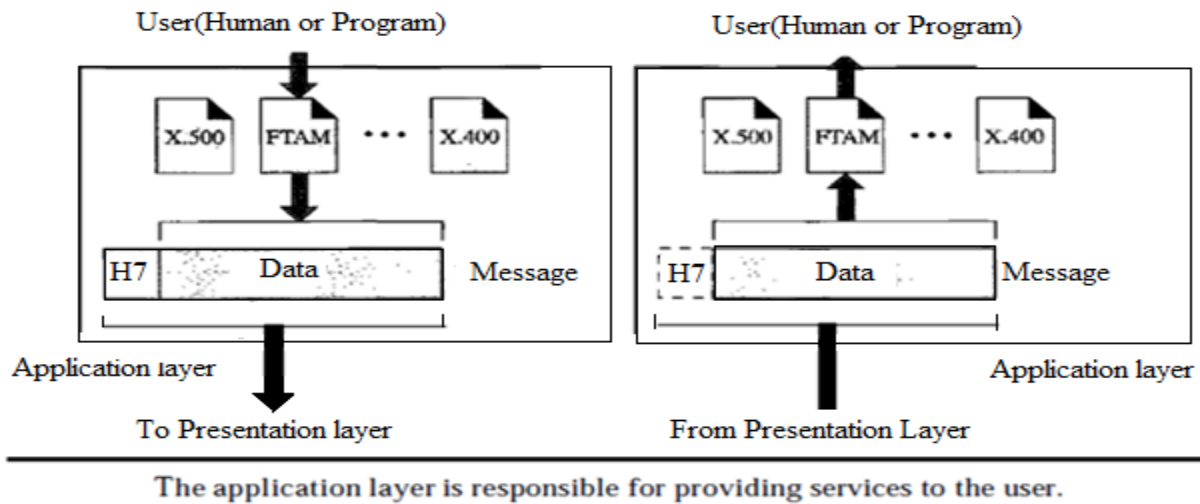 User(Human or Program)
User(Human or Program)
X.500
FTAM
X.400
X.500
FTAM
X.400
H7
Data
Message
H7
Data
Message
Application layer
Application layer
To Presentation layer
From Presentation Layer
The application layer is responsible for providing services to the user.